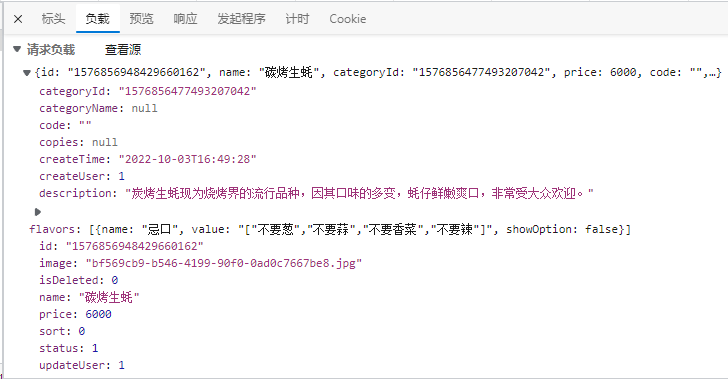 标头 负载 预览 响应 发起程序 计时 Cookie
请求负载 查看源
{id: "1576856948429660162", name: "碳烤生蚝", categoryId: "1576856477493207042", price: 6000, code: "",…}
categoryId: "1576856477493207042"
categoryName: null
code: ""
copies: null
createTime: "2022-10-03T16:49:28"
createUser: 1
description: "炭烤生蚝现为烧烤界的流行品种，因其口味的多变，蚝仔鲜嫩爽口，非常受大众欢迎。"
flavors: [{name: "忌口", value: "["不要葱","不要蒜","不要香菜","不要辣"]", showOption: false}]
id: "1576856948429660162"
image: "bf569cb9-b546-4199-90f0-0ad0c7667be8.jpg"
isDeleted: 0
name: "碳烤生蚝"
price: 6000
sort: 0
status: 1
updateUser: 1